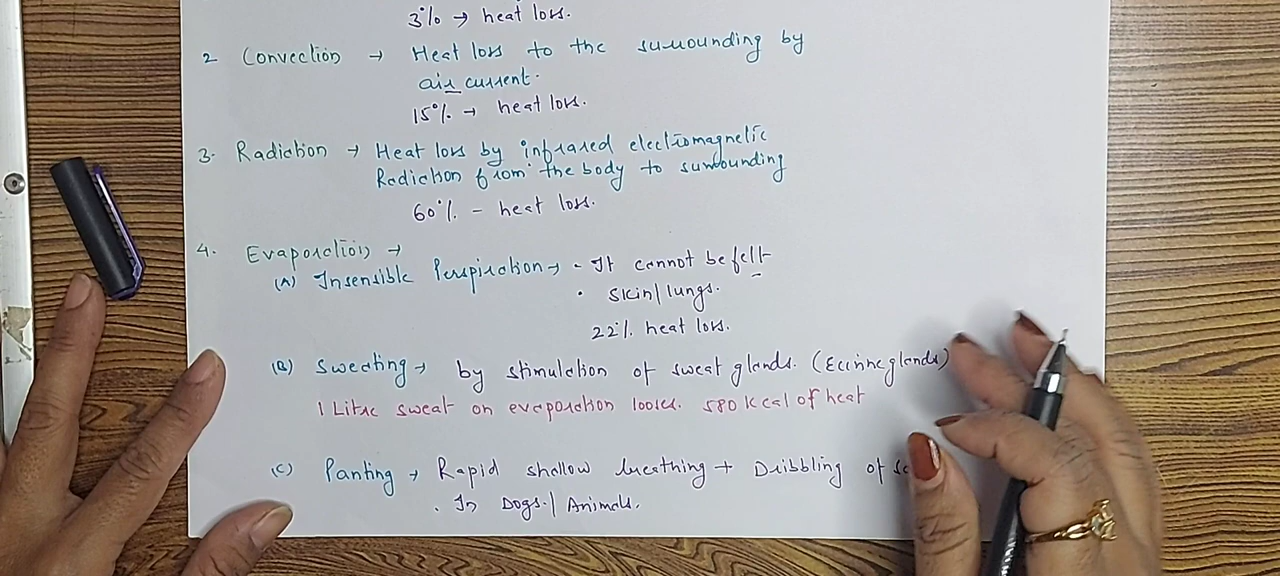 3% → heat loss.
2 Convection → Heat loss to the surrounding by
air current.
15% → heat loss.
3. Radiation → Heat loss by infrared electromagnetic
Radiation from the body to surrounding
60% - heat loss.
4. Evaporation →
(A) Insensible Perspiration → • It cannot be felt
• Skin/lungs.
22% heat loss.
(B) Sweating → by stimulation of sweat glands. (Eccrine glands)
1 Litre sweat on evaporation looses. 580 Kcal of heat
(C) Panting → Rapid shallow breathing + Dribbling of
• In Dogs/Animals.